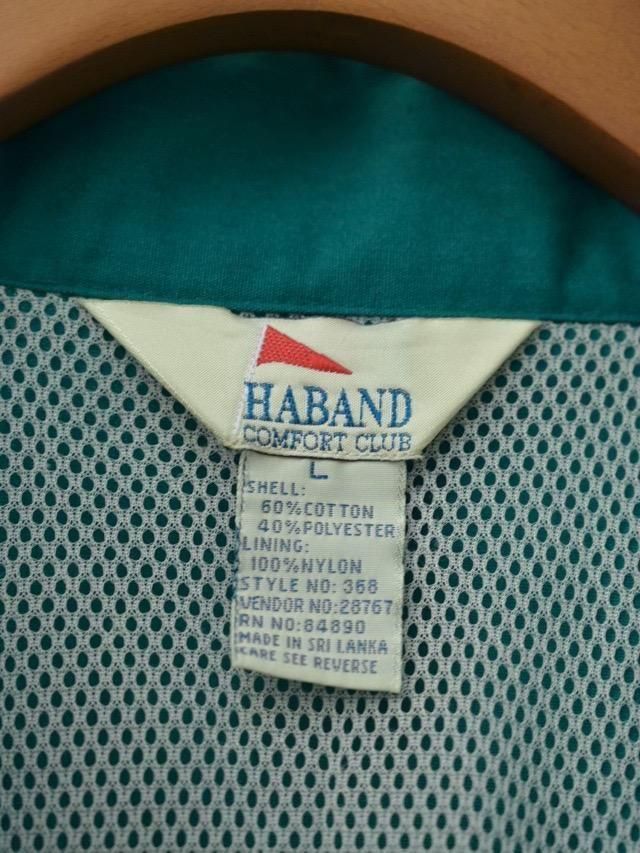 HABAND
COMFORT CLUB
L
SHELL:
60%COTTON
40%POLYESTER
LINING:
100%NYLON
STYLE NO: 368
VENDOR NO:28767
RN NO:84890
MADE IN SRI LANKA
CARE SEE REVERSE